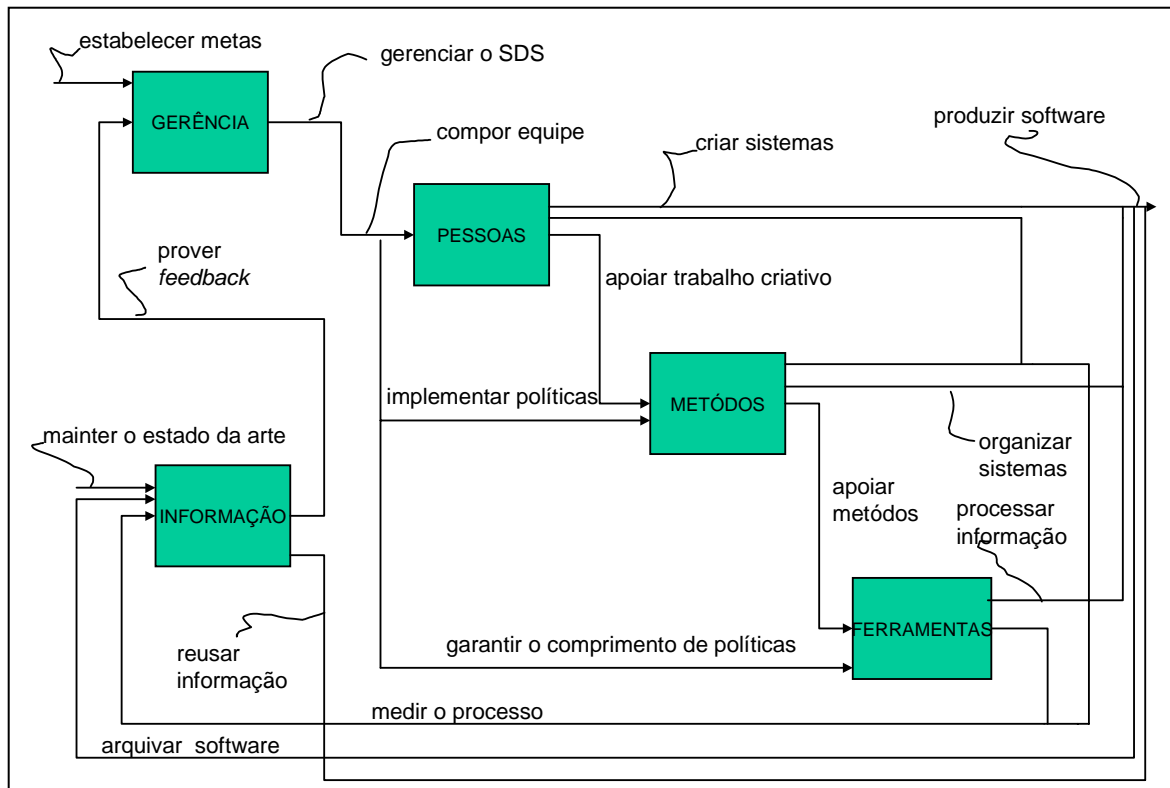 estabelecer metas
gerenciar o SDS
produzir software
GERÊNCIA
compor equipe
criar sistemas
PESSOAS
prover
feedback
apoiar trabalho criativo
implementar políticas
METÓDOS
mainter o estado da arte
organizar
sistemas
apoiar
metódos
INFORMAÇÃO
processar
informação
FERRAMENTAS
garantir o comprimento de políticas
reusar
informação
medir o processo
arquivar software